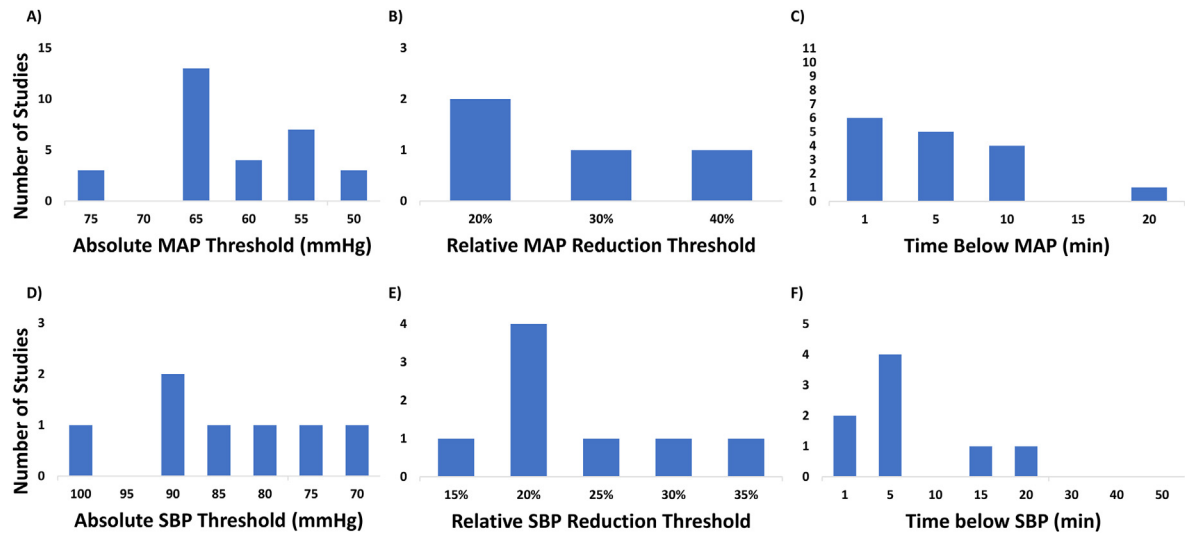 A)
Number of Studies
15
10
5
0
75 70 65 60 55 50
Absolute MAP Threshold (mmHg)
B)
3
2
1
0
20% 30% 40%
Relative MAP Reduction Threshold
C)
11
10
9
8
7
6
5
4
3
2
1
0
1 5 10 15 20
Time Below MAP (min)
D)
Number of Studies
3
2
1
0
100 95 90 85 80 75 70
Absolute SBP Threshold (mmHg)
E)
4
3
2
1
0
15% 20% 25% 30% 35%
Relative SBP Reduction Threshold
F)
5
4
3
2
1
0
1 5 10 15 20 30 40 50
Time below SBP (min)